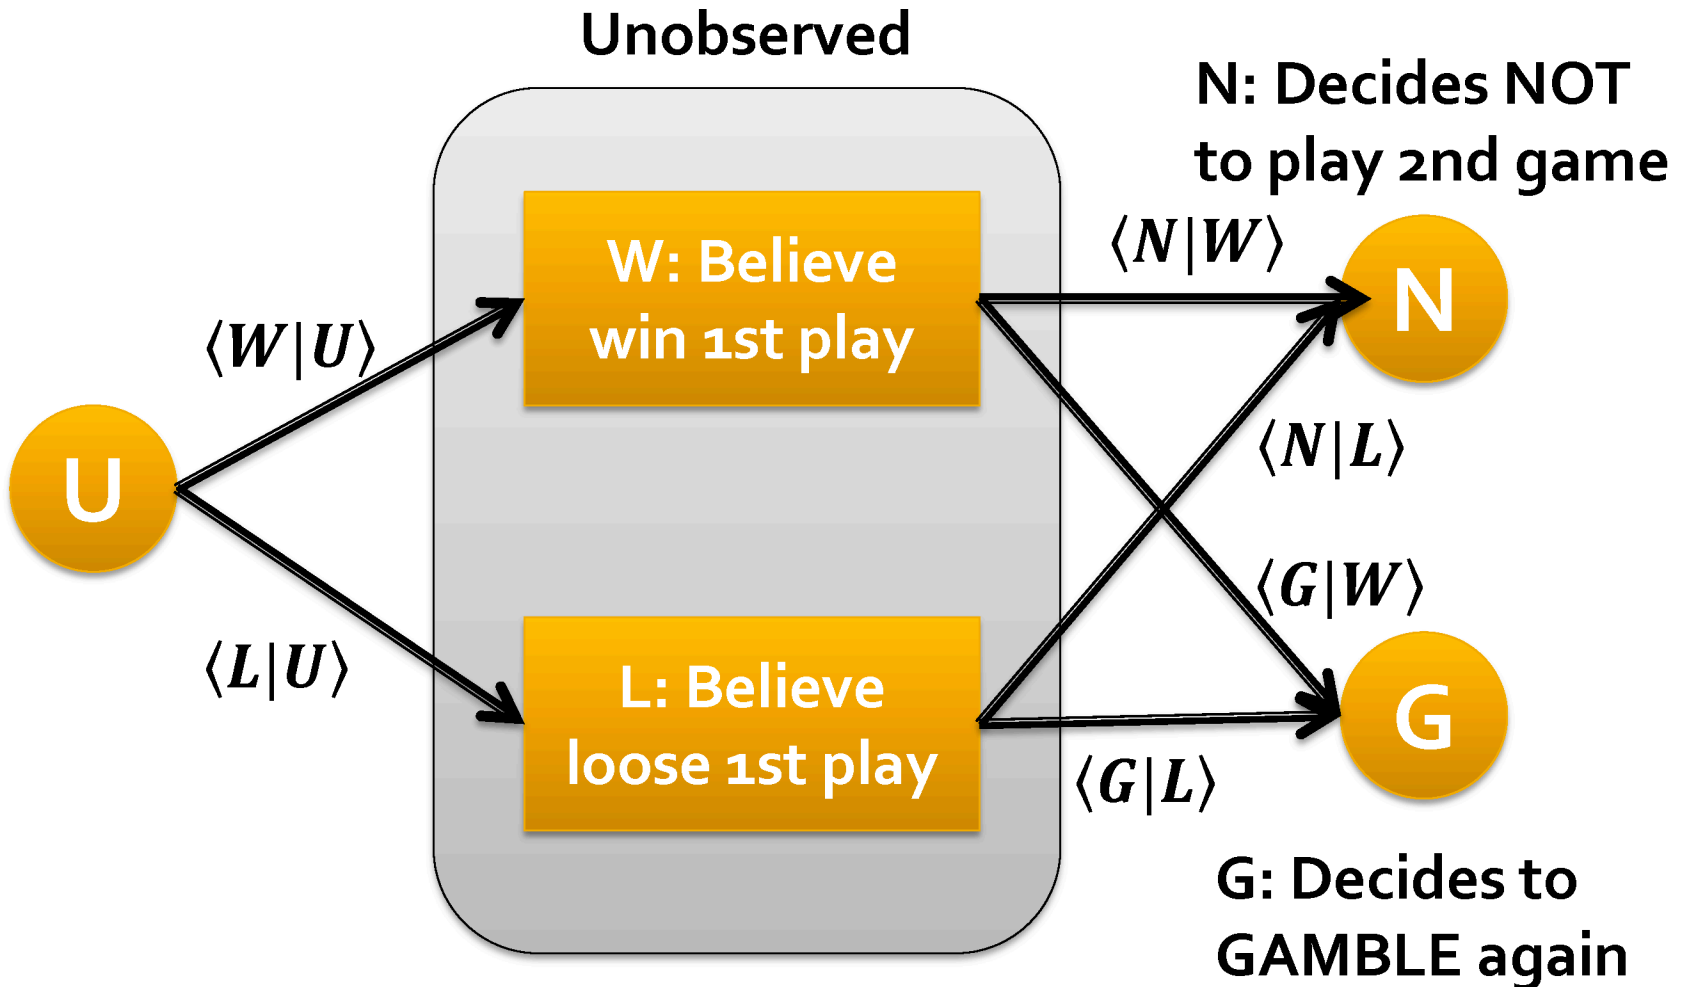 Unobserved
N: Decides NOT
to play 2nd game
W: Believe
win 1st play
⟨N|W⟩
N
⟨W|U⟩
⟨N|L⟩
U
⟨G|W⟩
⟨L|U⟩
L: Believe
loose 1st play
G
⟨G|L⟩
G: Decides to
GAMBLE again